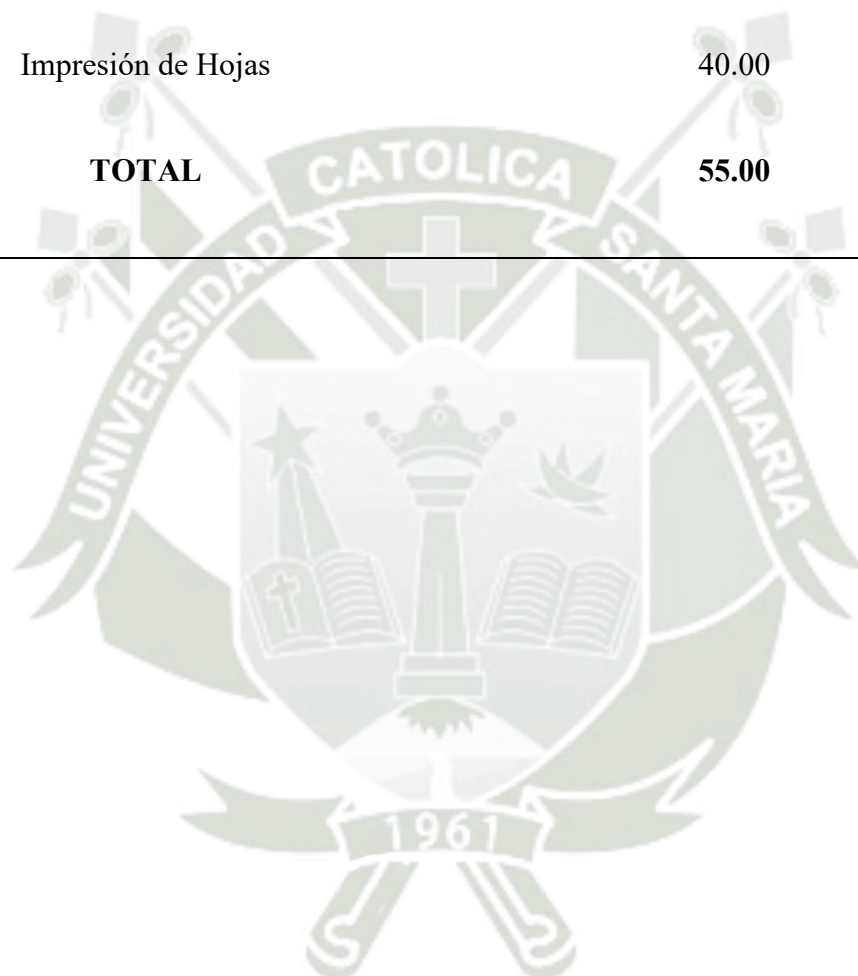 Impresión de Hojas 40.00
TOTAL 55.00
UNIVERSIDAD CATOLICA SANTA MARIA
1961